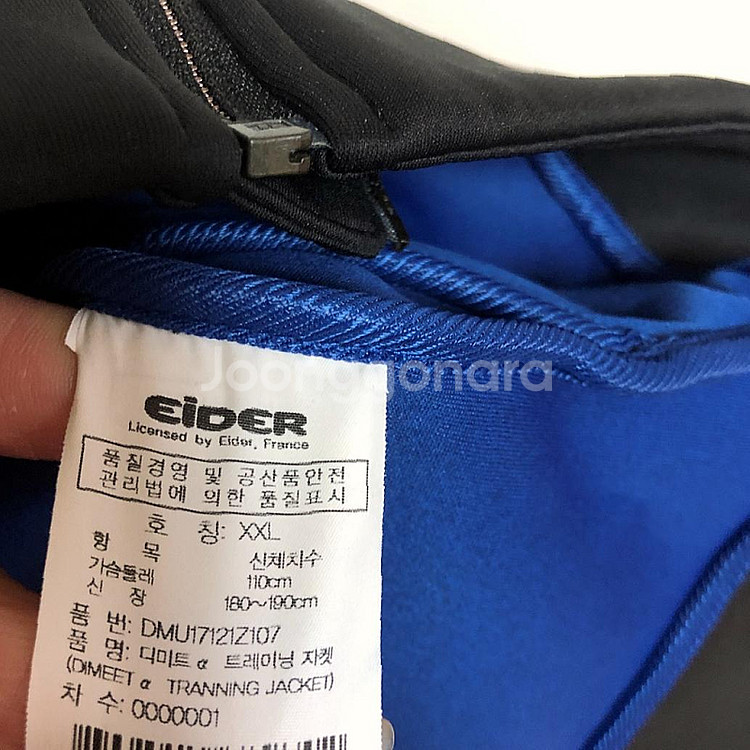 Joonggonara
EiDER
Licensed by Eider, France
품질경영 및 공산품안전
관리법에 의한 품질표시
호 칭: XXL
항 목 신체치수
가슴둘레 110cm
신 장 180~190cm
품 번: DMU17121Z107
품 명: 디미트α 트레이닝 자켓
(DIMEET α TRANNING JACKET)
차 수: 0000001